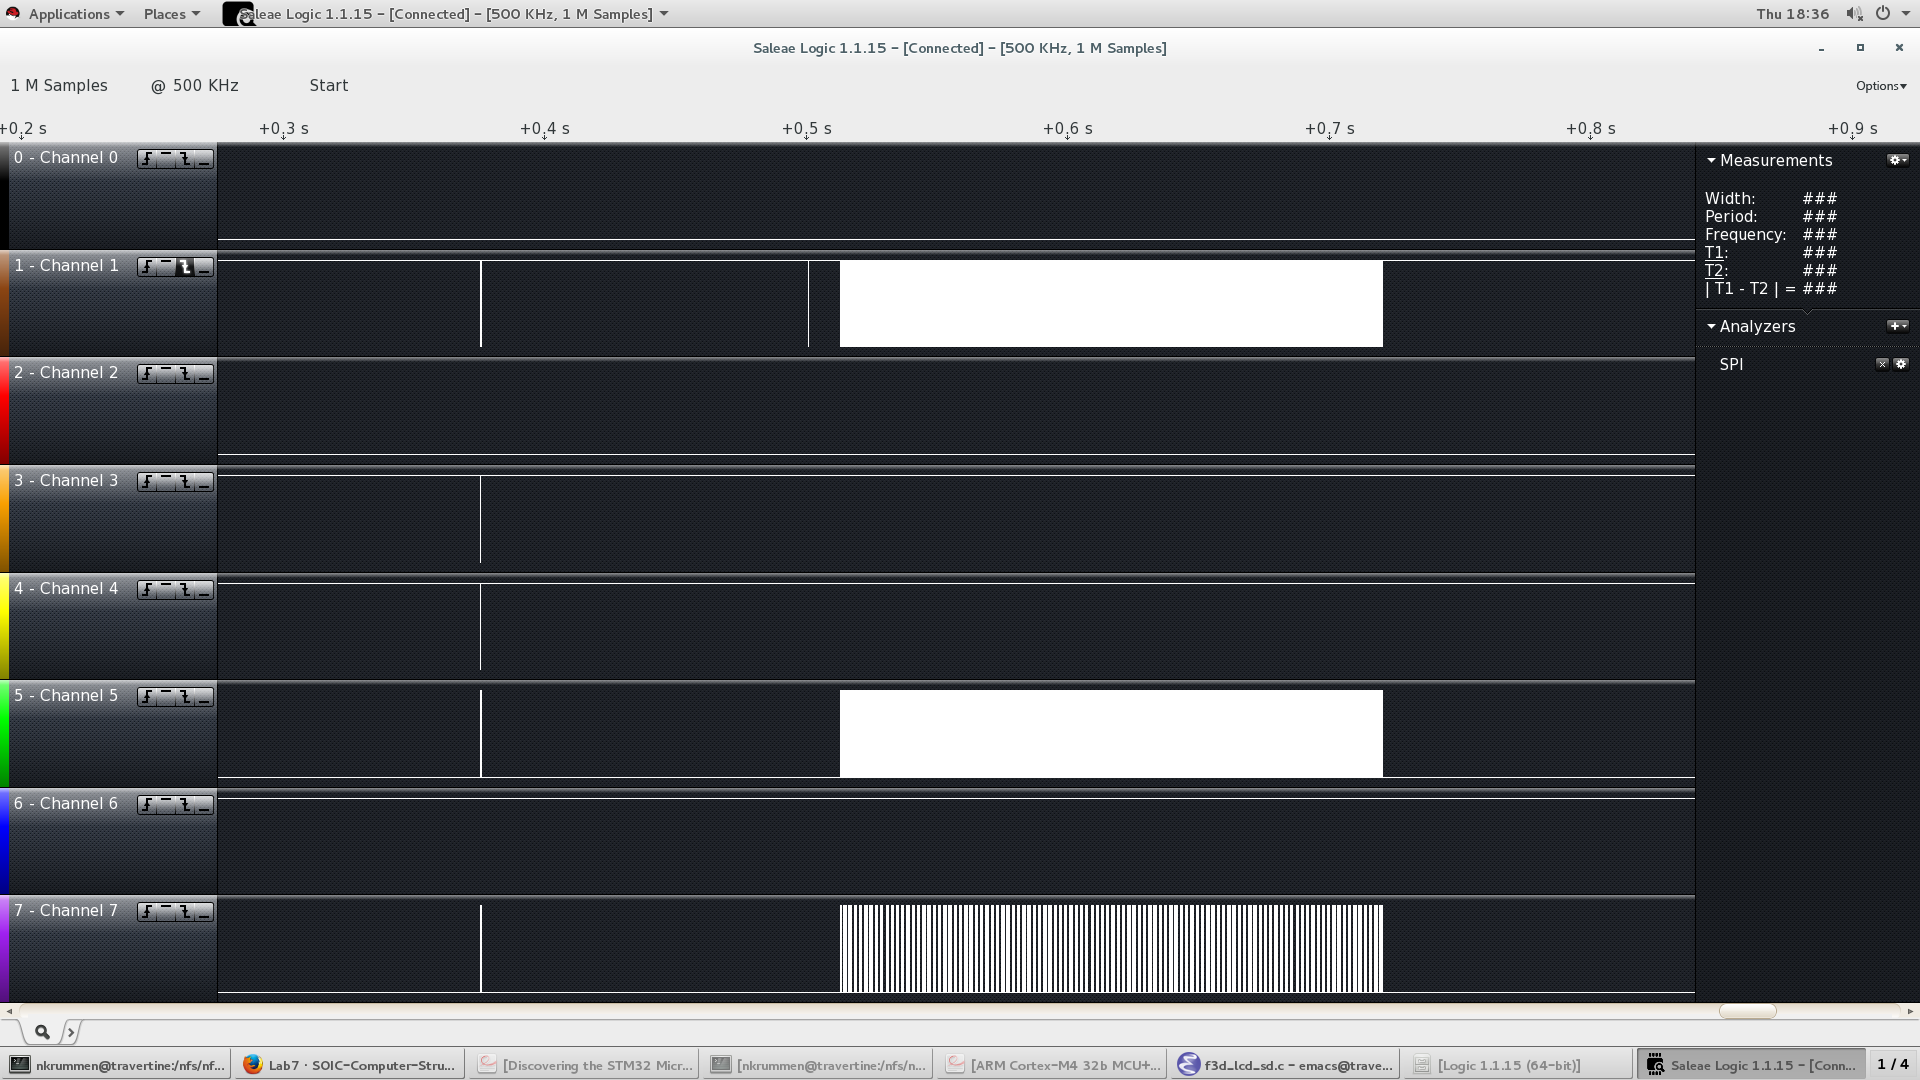 Applications Places Saleae Logic 1.1.15 – [Connected] – [500 KHz, 1 M Samples] Thu 18:36
Saleae Logic 1.1.15 – [Connected] – [500 KHz, 1 M Samples]
1 M Samples @ 500 KHz Start Options
+0.2 s +0.3 s +0.4 s +0.5 s +0.6 s +0.7 s +0.8 s +0.9 s
0 - Channel 0
1 - Channel 1
2 - Channel 2
3 - Channel 3
4 - Channel 4
5 - Channel 5
6 - Channel 6
7 - Channel 7
Measurements
Width: ###
Period: ###
Frequency: ###
T1: ###
T2: ###
| T1 - T2 | = ###
Analyzers
SPI
nkrummen@travertine:/nfs/nf... Lab7 · SOIC-Computer-Stru... [Discovering the STM32 Micr... [nkrummen@travertine:/nfs/n... [ARM Cortex-M4 32b MCU+... f3d_lcd_sd.c – emacs@trave... [Logic 1.1.15 (64-bit)] Saleae Logic 1.1.15 – [Conn... 1 / 4